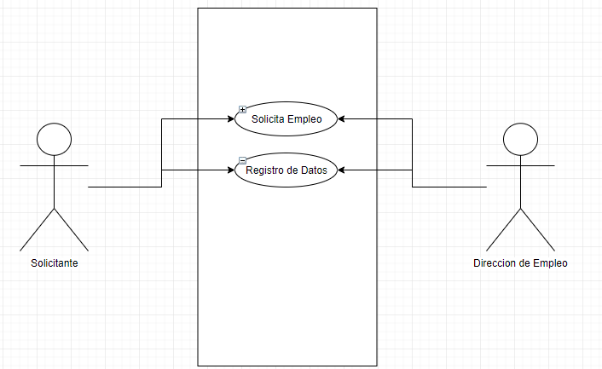 Solicita Empleo
Registro de Datos
Solicitante
Direccion de Empleo